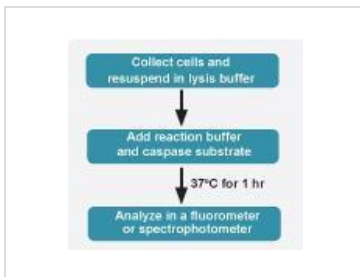 Collect cells and
resuspend in lysis buffer
Add reaction buffer
and caspase substrate
37ºC for 1 hr
Analyze in a fluorometer
or spectrophotometer